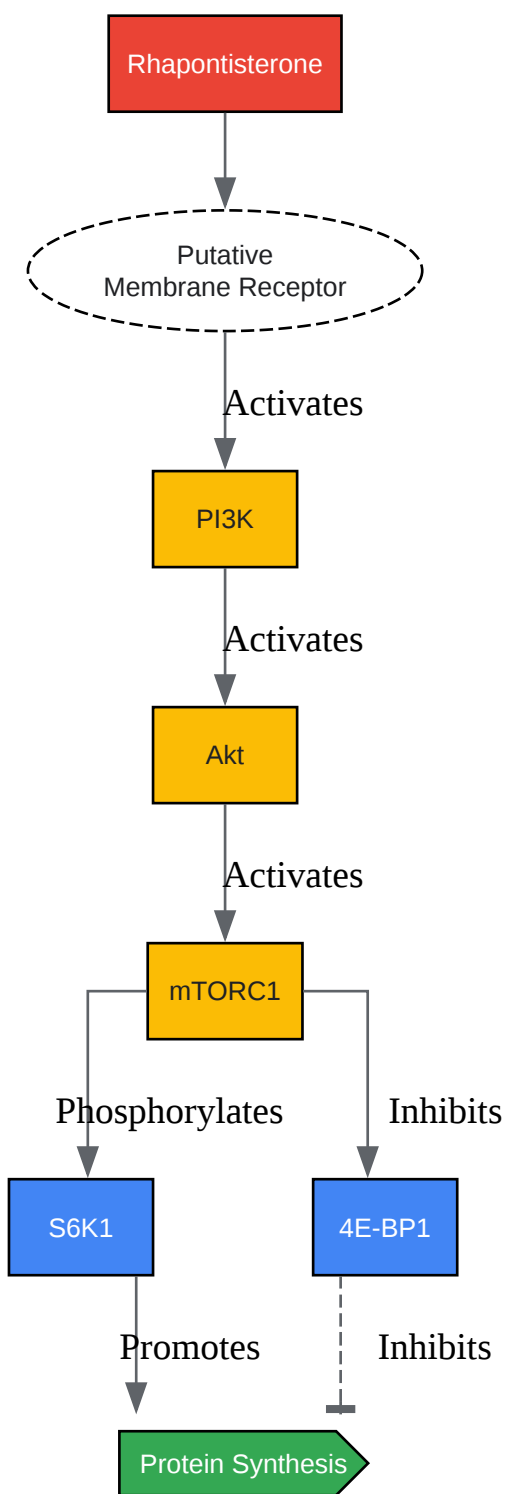 Rhapontisterone
Putative
Membrane Receptor
Activates
PI3K
Activates
Akt
Activates
mTORC1
Phosphorylates
Inhibits
S6K1
4E-BP1
Promotes
Inhibits
Protein Synthesis